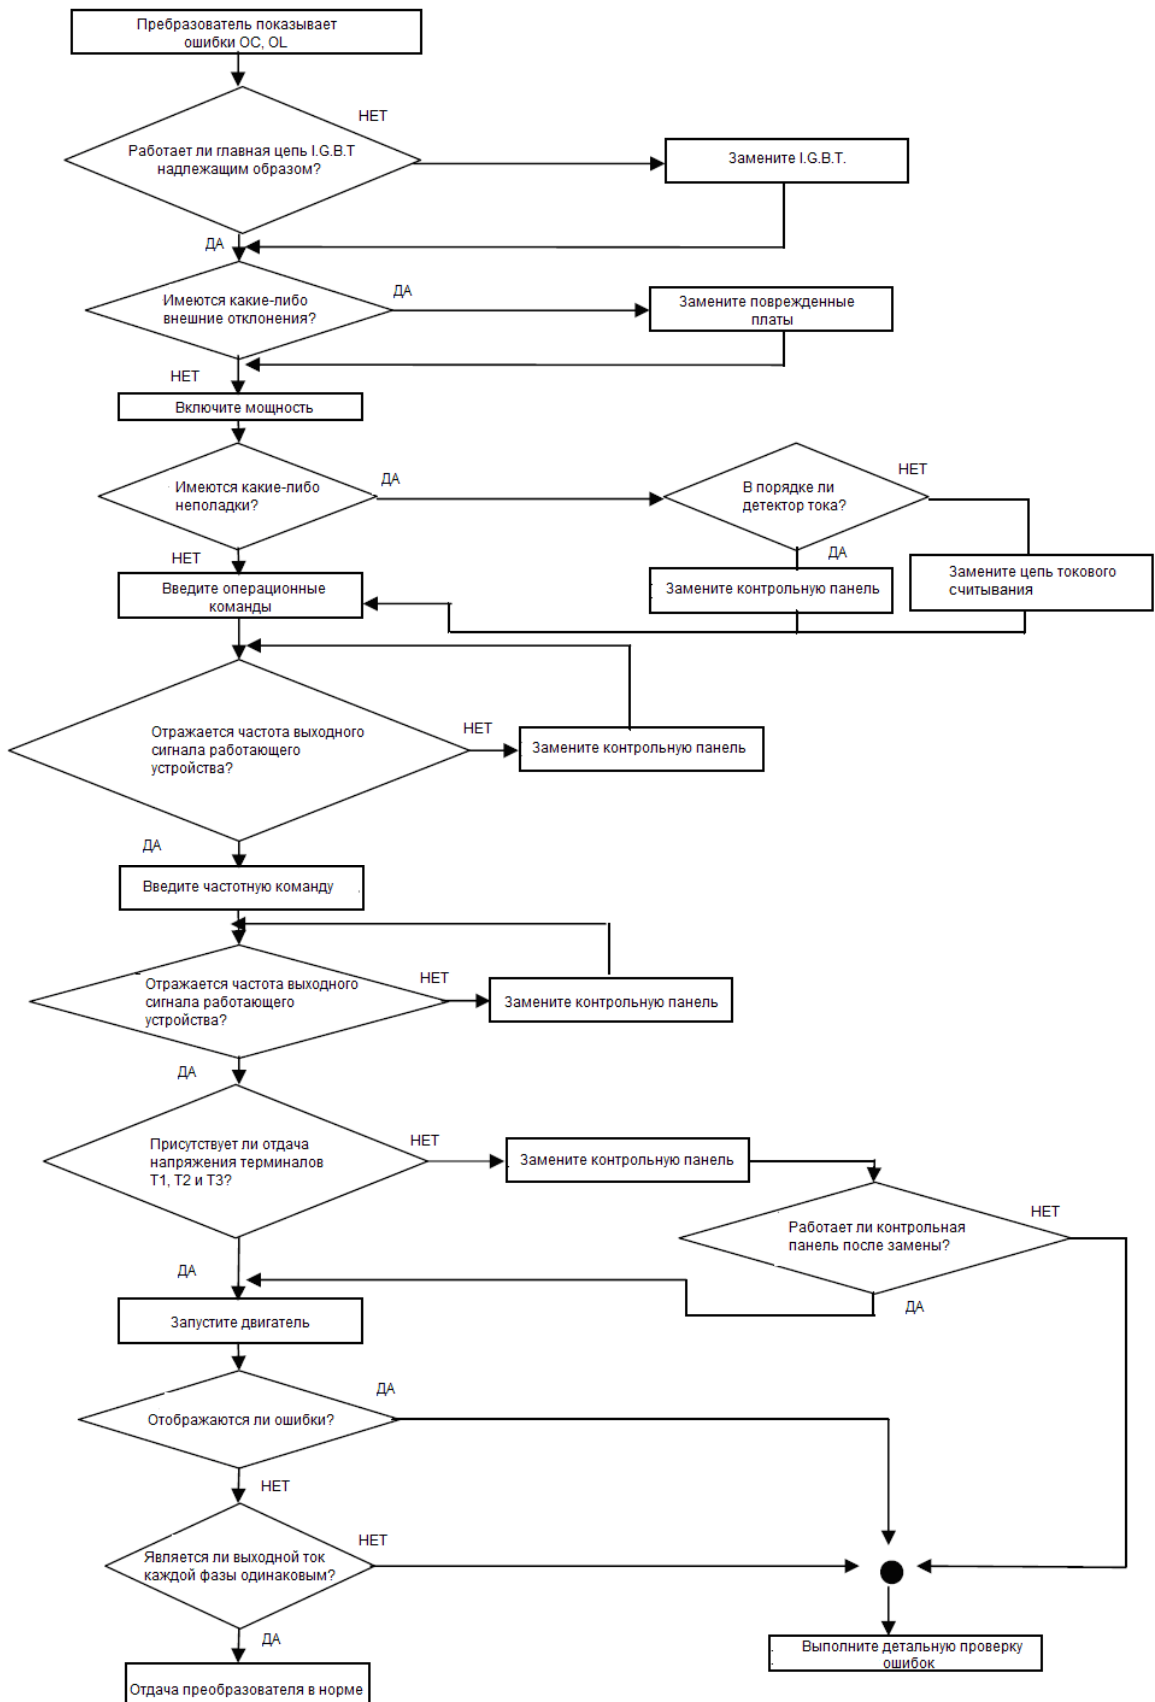 Пребразователь показывает
ошибки OC, OL
НЕТ
Работает ли главная цепь I.G.B.T
надлежащим образом?
Замените I.G.B.T.
ДА
Имеются какие-либо
внешние отклонения?
ДА
Замените поврежденные
платы
НЕТ
Включите мощность
Имеются какие-либо
неполадки?
ДА
В порядке ли
детектор тока?
НЕТ
НЕТ
ДА
Введите операционные
команды
Замените контрольную панель
Замените цепь токового
считывания
Отражается частота выходного
сигнала работающего
устройства?
НЕТ
Замените контрольную панель
ДА
Введите частотную команду
Отражается частота выходного
сигнала работающего
устройства?
НЕТ
Замените контрольную панель
ДА
Присутствует ли отдача
напряжения терминалов
T1, T2 и T3?
НЕТ
Замените контрольную панель
Работает ли контрольная
панель после замены?
НЕТ
ДА
ДА
Запустите двигатель
Отображаются ли ошибки?
ДА
НЕТ
Является ли выходной ток
каждой фазы одинаковым?
НЕТ
ДА
Выполните детальную проверку
ошибок
Отдача преобразователя в норме